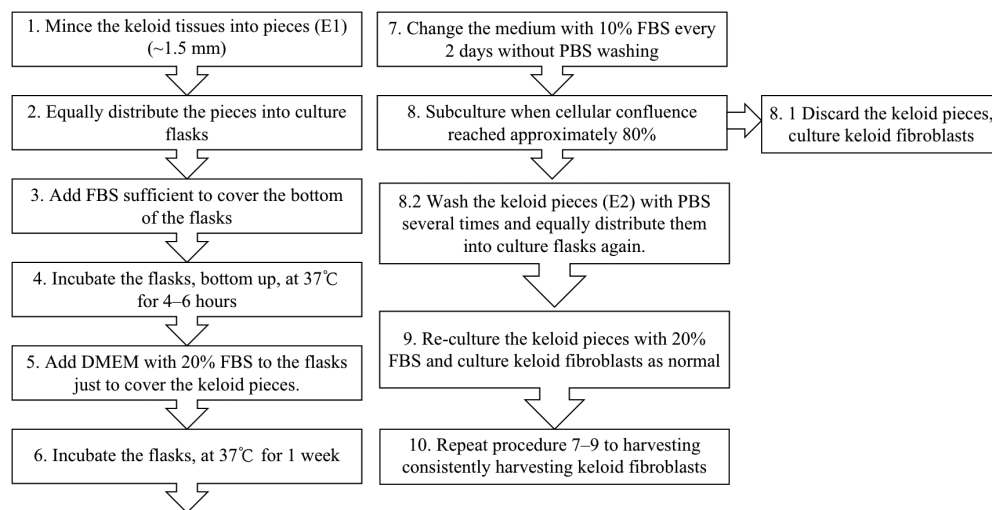 1. Mince the keloid tissues into pieces (E1)
(~1.5 mm)
2. Equally distribute the pieces into culture
flasks
3. Add FBS sufficient to cover the bottom
of the flasks
4. Incubate the flasks, bottom up, at 37℃
for 4–6 hours
5. Add DMEM with 20% FBS to the flasks
just to cover the keloid pieces.
6. Incubate the flasks, at 37℃ for 1 week
7. Change the medium with 10% FBS every
2 days without PBS washing
8. Subculture when cellular confluence
reached approximately 80%
8. 1 Discard the keloid pieces,
culture keloid fibroblasts
8.2 Wash the keloid pieces (E2) with PBS
several times and equally distribute them
into culture flasks again.
9. Re-culture the keloid pieces with 20%
FBS and culture keloid fibroblasts as normal
10. Repeat procedure 7–9 to harvesting
consistently harvesting keloid fibroblasts